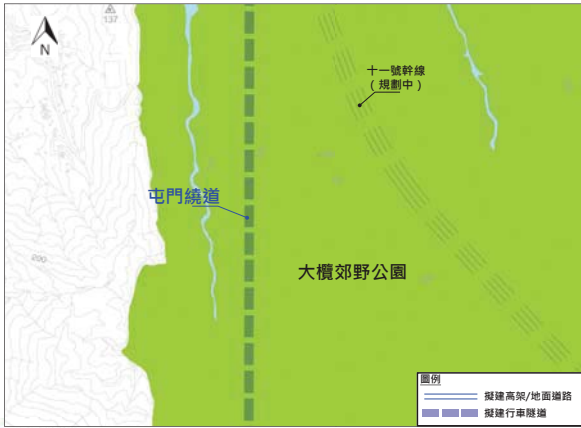 137
N
十一號幹線
（規劃中）
屯門繞道
大欖郊野公園
200
圖例
擬建高架/地面道路
擬建行車隧道